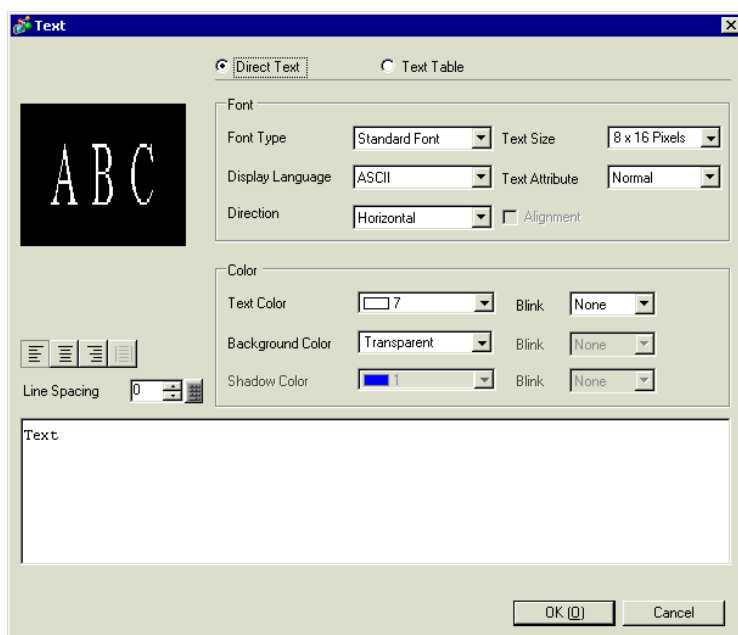 Text
Direct Text Text Table
Font
Font Type Standard Font Text Size 8 x 16 Pixels
ABC
Display Language ASCII Text Attribute Normal
Direction Horizontal Alignment
Color
Text Color 7 Blink None
Background Color Transparent Blink None
Shadow Color 1 Blink None
Line Spacing 0
Text
OK (O) Cancel